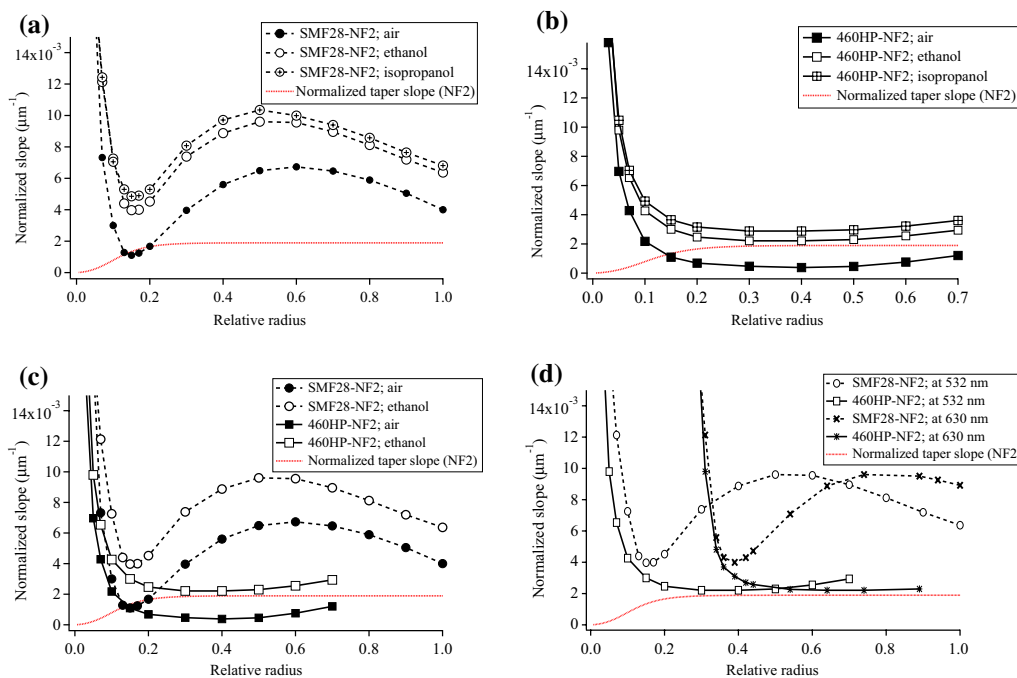 (a)
SMF28-NF2; air
SMF28-NF2; ethanol
SMF28-NF2; isopropanol
Normalized taper slope (NF2)
14x10⁻³
12
10
8
6
4
2
0
Normalized slope (µm⁻¹)
0.0 0.2 0.4 0.6 0.8 1.0
Relative radius
(b)
460HP-NF2; air
460HP-NF2; ethanol
460HP-NF2; isopropanol
Normalized taper slope (NF2)
14x10⁻³
12
10
8
6
4
2
0
Normalized slope (µm⁻¹)
0.0 0.1 0.2 0.3 0.4 0.5 0.6 0.7
Relative radius
(c)
SMF28-NF2; air
SMF28-NF2; ethanol
460HP-NF2; air
460HP-NF2; ethanol
Normalized taper slope (NF2)
14x10⁻³
12
10
8
6
4
2
0
Normalized slope (µm⁻¹)
0.0 0.2 0.4 0.6 0.8 1.0
Relative radius
(d)
SMF28-NF2; at 532 nm
460HP-NF2; at 532 nm
SMF28-NF2; at 630 nm
460HP-NF2; at 630 nm
Normalized taper slope (NF2)
14x10⁻³
12
10
8
6
4
2
0
Normalized slope (µm⁻¹)
0.0 0.2 0.4 0.6 0.8 1.0
Relative radius